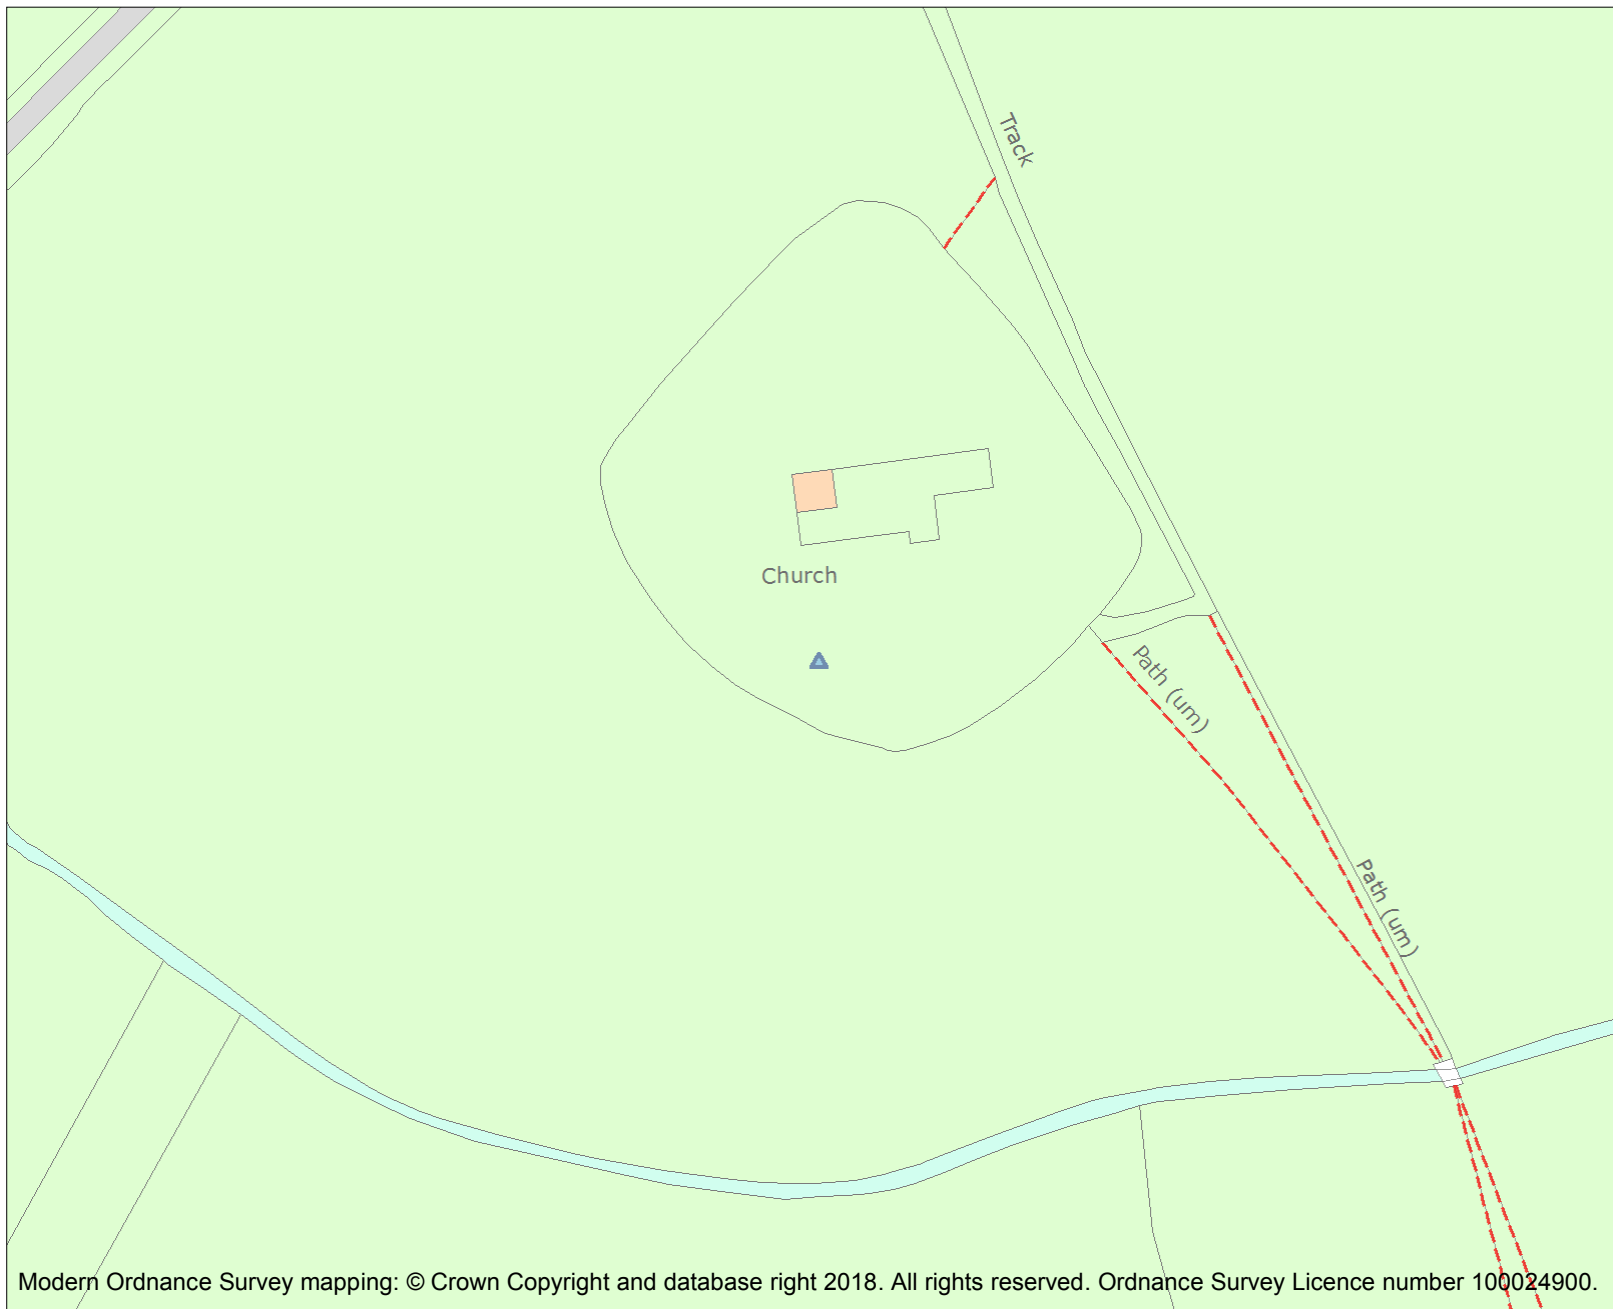 Track
Church
Path (um)
Path (um)
Modern Ordnance Survey mapping: © Crown Copyright and database right 2018. All rights reserved. Ordnance Survey Licence number 100024900.